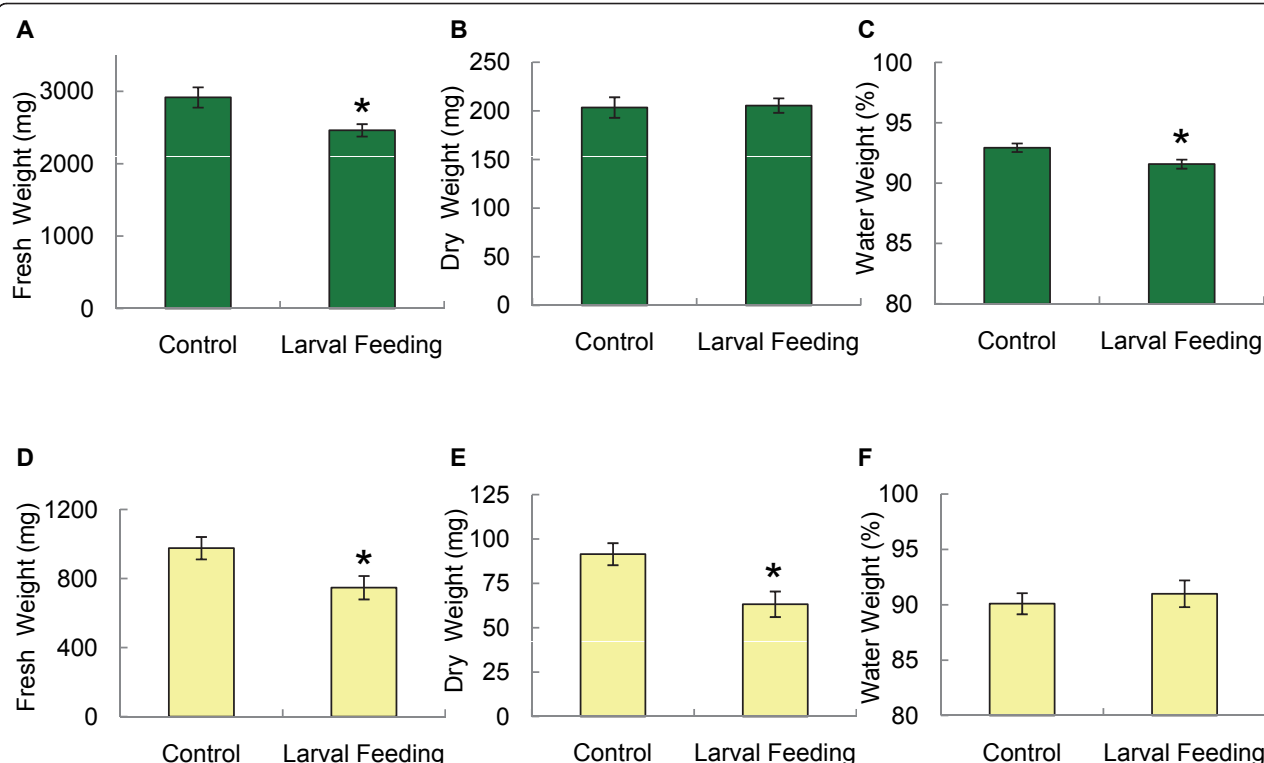 A
Fresh Weight (mg)
3000
2000
1000
0
*
Control Larval Feeding
B
Dry Weight (mg)
250
200
150
100
50
0
Control Larval Feeding
C
Water Weight (%)
100
95
90
85
80
*
Control Larval Feeding
D
Fresh Weight (mg)
1200
800
400
0
*
Control Larval Feeding
E
Dry Weight (mg)
125
100
75
50
25
0
*
Control Larval Feeding
F
Water Weight (%)
100
95
90
85
80
Control Larval Feeding